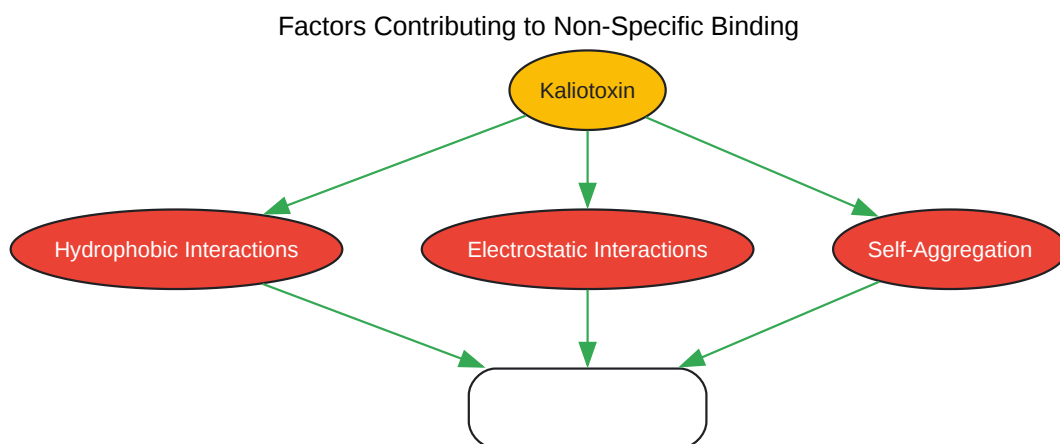 Factors Contributing to Non-Specific Binding
Kaliotoxin
Hydrophobic Interactions
Electrostatic Interactions
Self-Aggregation